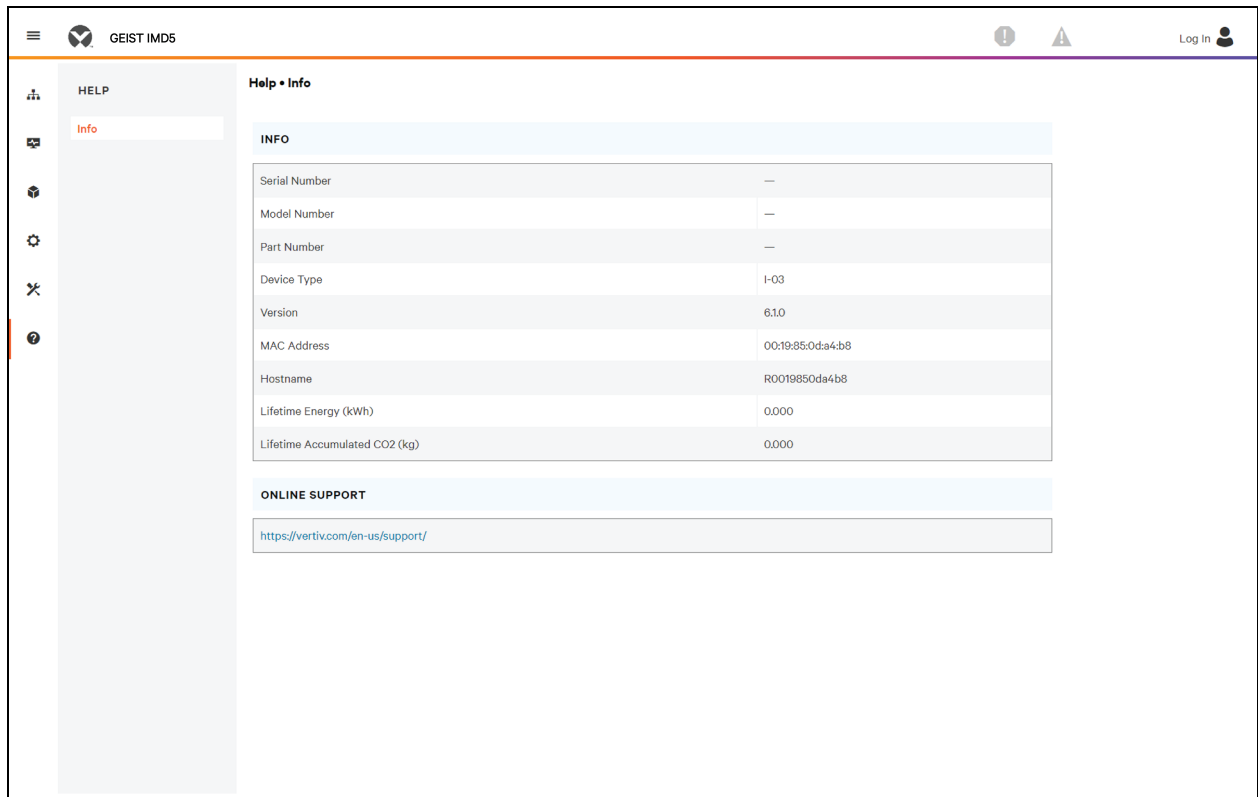 GEIST IMD5
Log In
HELP
Info
Help • Info
INFO
Serial Number —
Model Number —
Part Number —
Device Type I-03
Version 6.1.0
MAC Address 00:19:85:0d:a4:b8
Hostname R0019850da4b8
Lifetime Energy (kWh) 0.000
Lifetime Accumulated CO2 (kg) 0.000
ONLINE SUPPORT
https://vertiv.com/en-us/support/